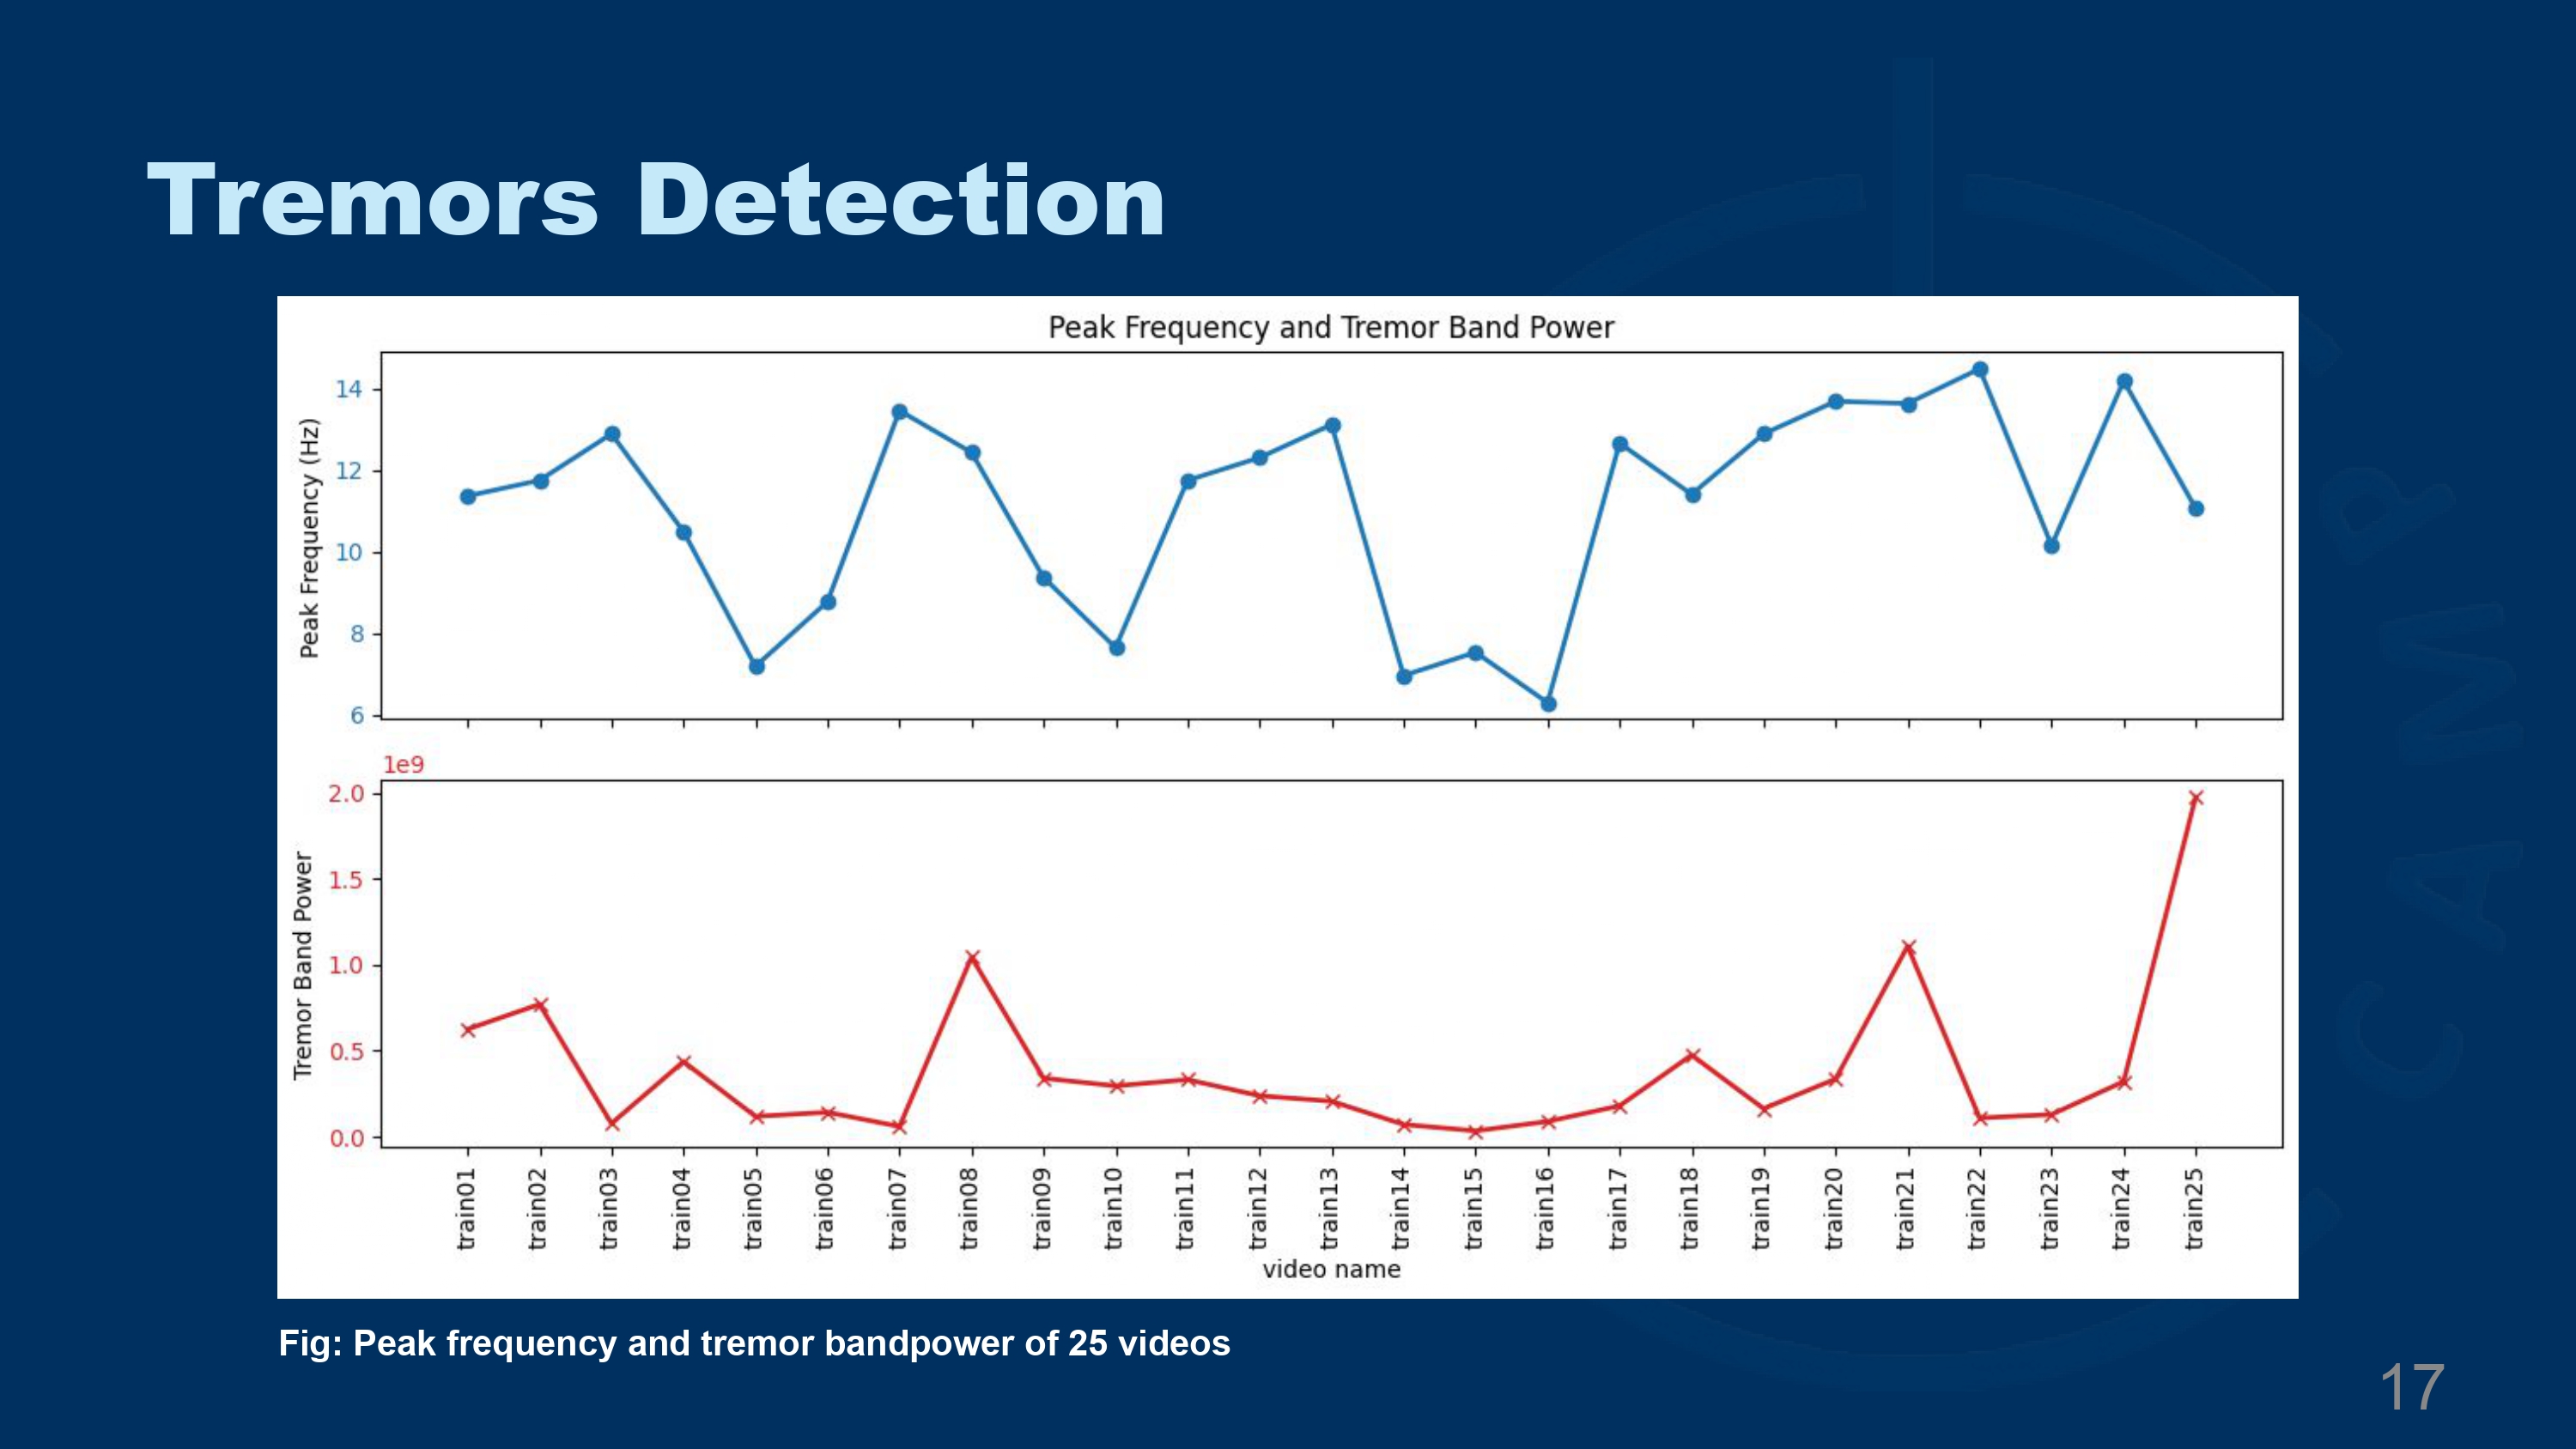 Tremors Detection
Peak Frequency and Tremor Band Power
Peak Frequency (Hz)
14
12
10
8
6
1e9
Tremor Band Power
2.0
1.5
1.0
0.5
0.0
train01 train02 train03 train04 train05 train06 train07 train08 train09 train10 train11 train12 train13 train14 train15 train16 train17 train18 train19 train20 train21 train22 train23 train24 train25
video name
Fig: Peak frequency and tremor bandpower of 25 videos
17
CAMP